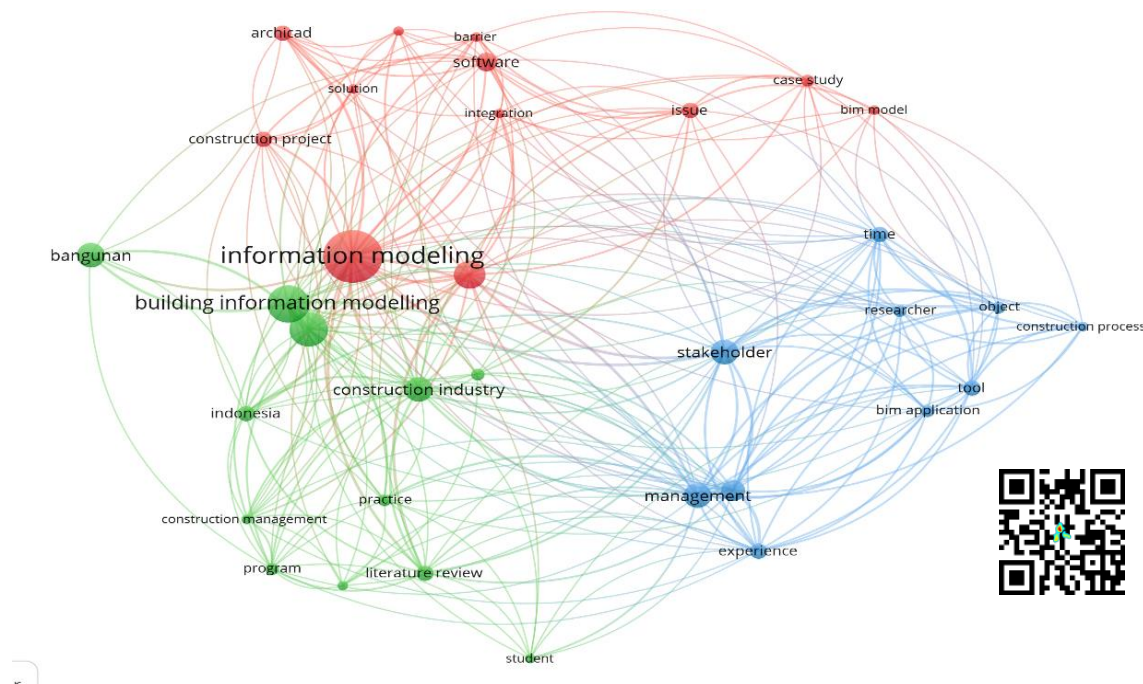 archicad
barrier
software
solution
integration
case study
issue
bim model
construction project
time
bangunan
information modeling
building information modelling
researcher
object
construction process
stakeholder
construction industry
tool
indonesia
bim application
management
practice
construction management
experience
program
literature review
student